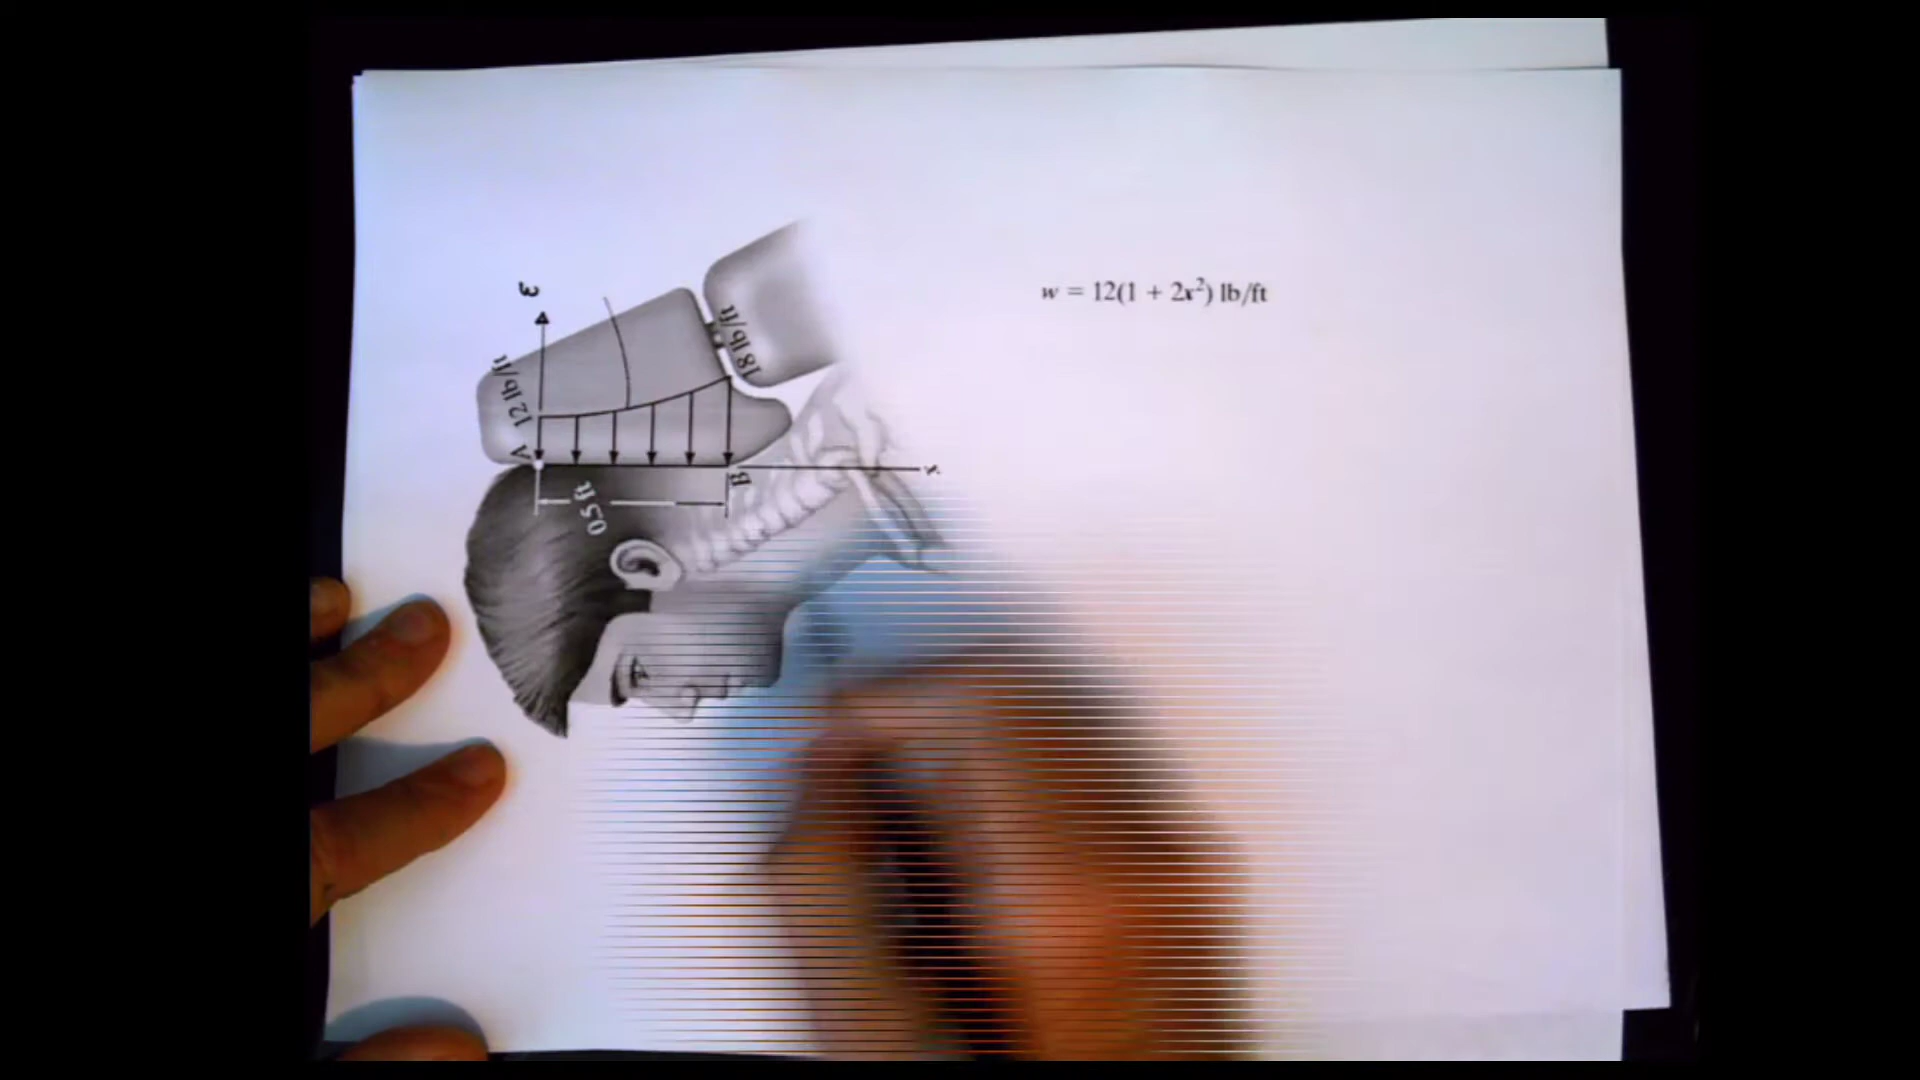 ω
w = 12(1 + 2x²) lb/ft
18 lb/ft
12 lb/ft
A
B
x
0.5 ft